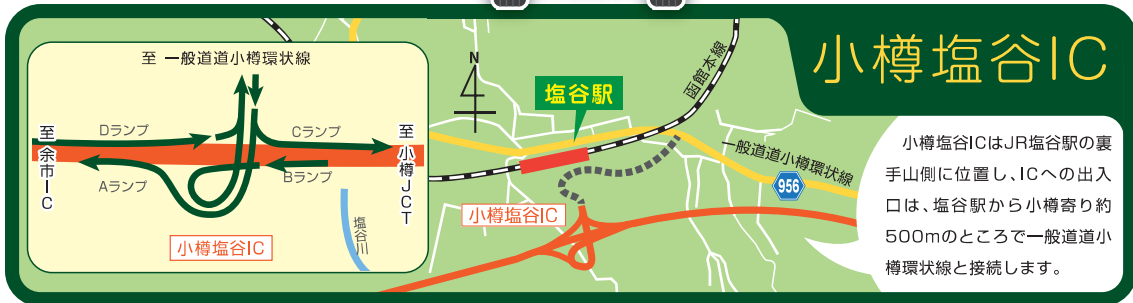 小樽塩谷IC
至 一般道道小樽環状線
Dランプ
Cランプ
至 余市IC
至 小樽JCT
Aランプ
Bランプ
小樽塩谷IC
塩谷川
N
塩谷駅
函館本線
一般道道小樽環状線
956
小樽塩谷IC
小樽塩谷ICはJR塩谷駅の裏
手山側に位置し、ICへの出入
口は、塩谷駅から小樽寄り約
500mのところで一般道道小
樽環状線と接続します。